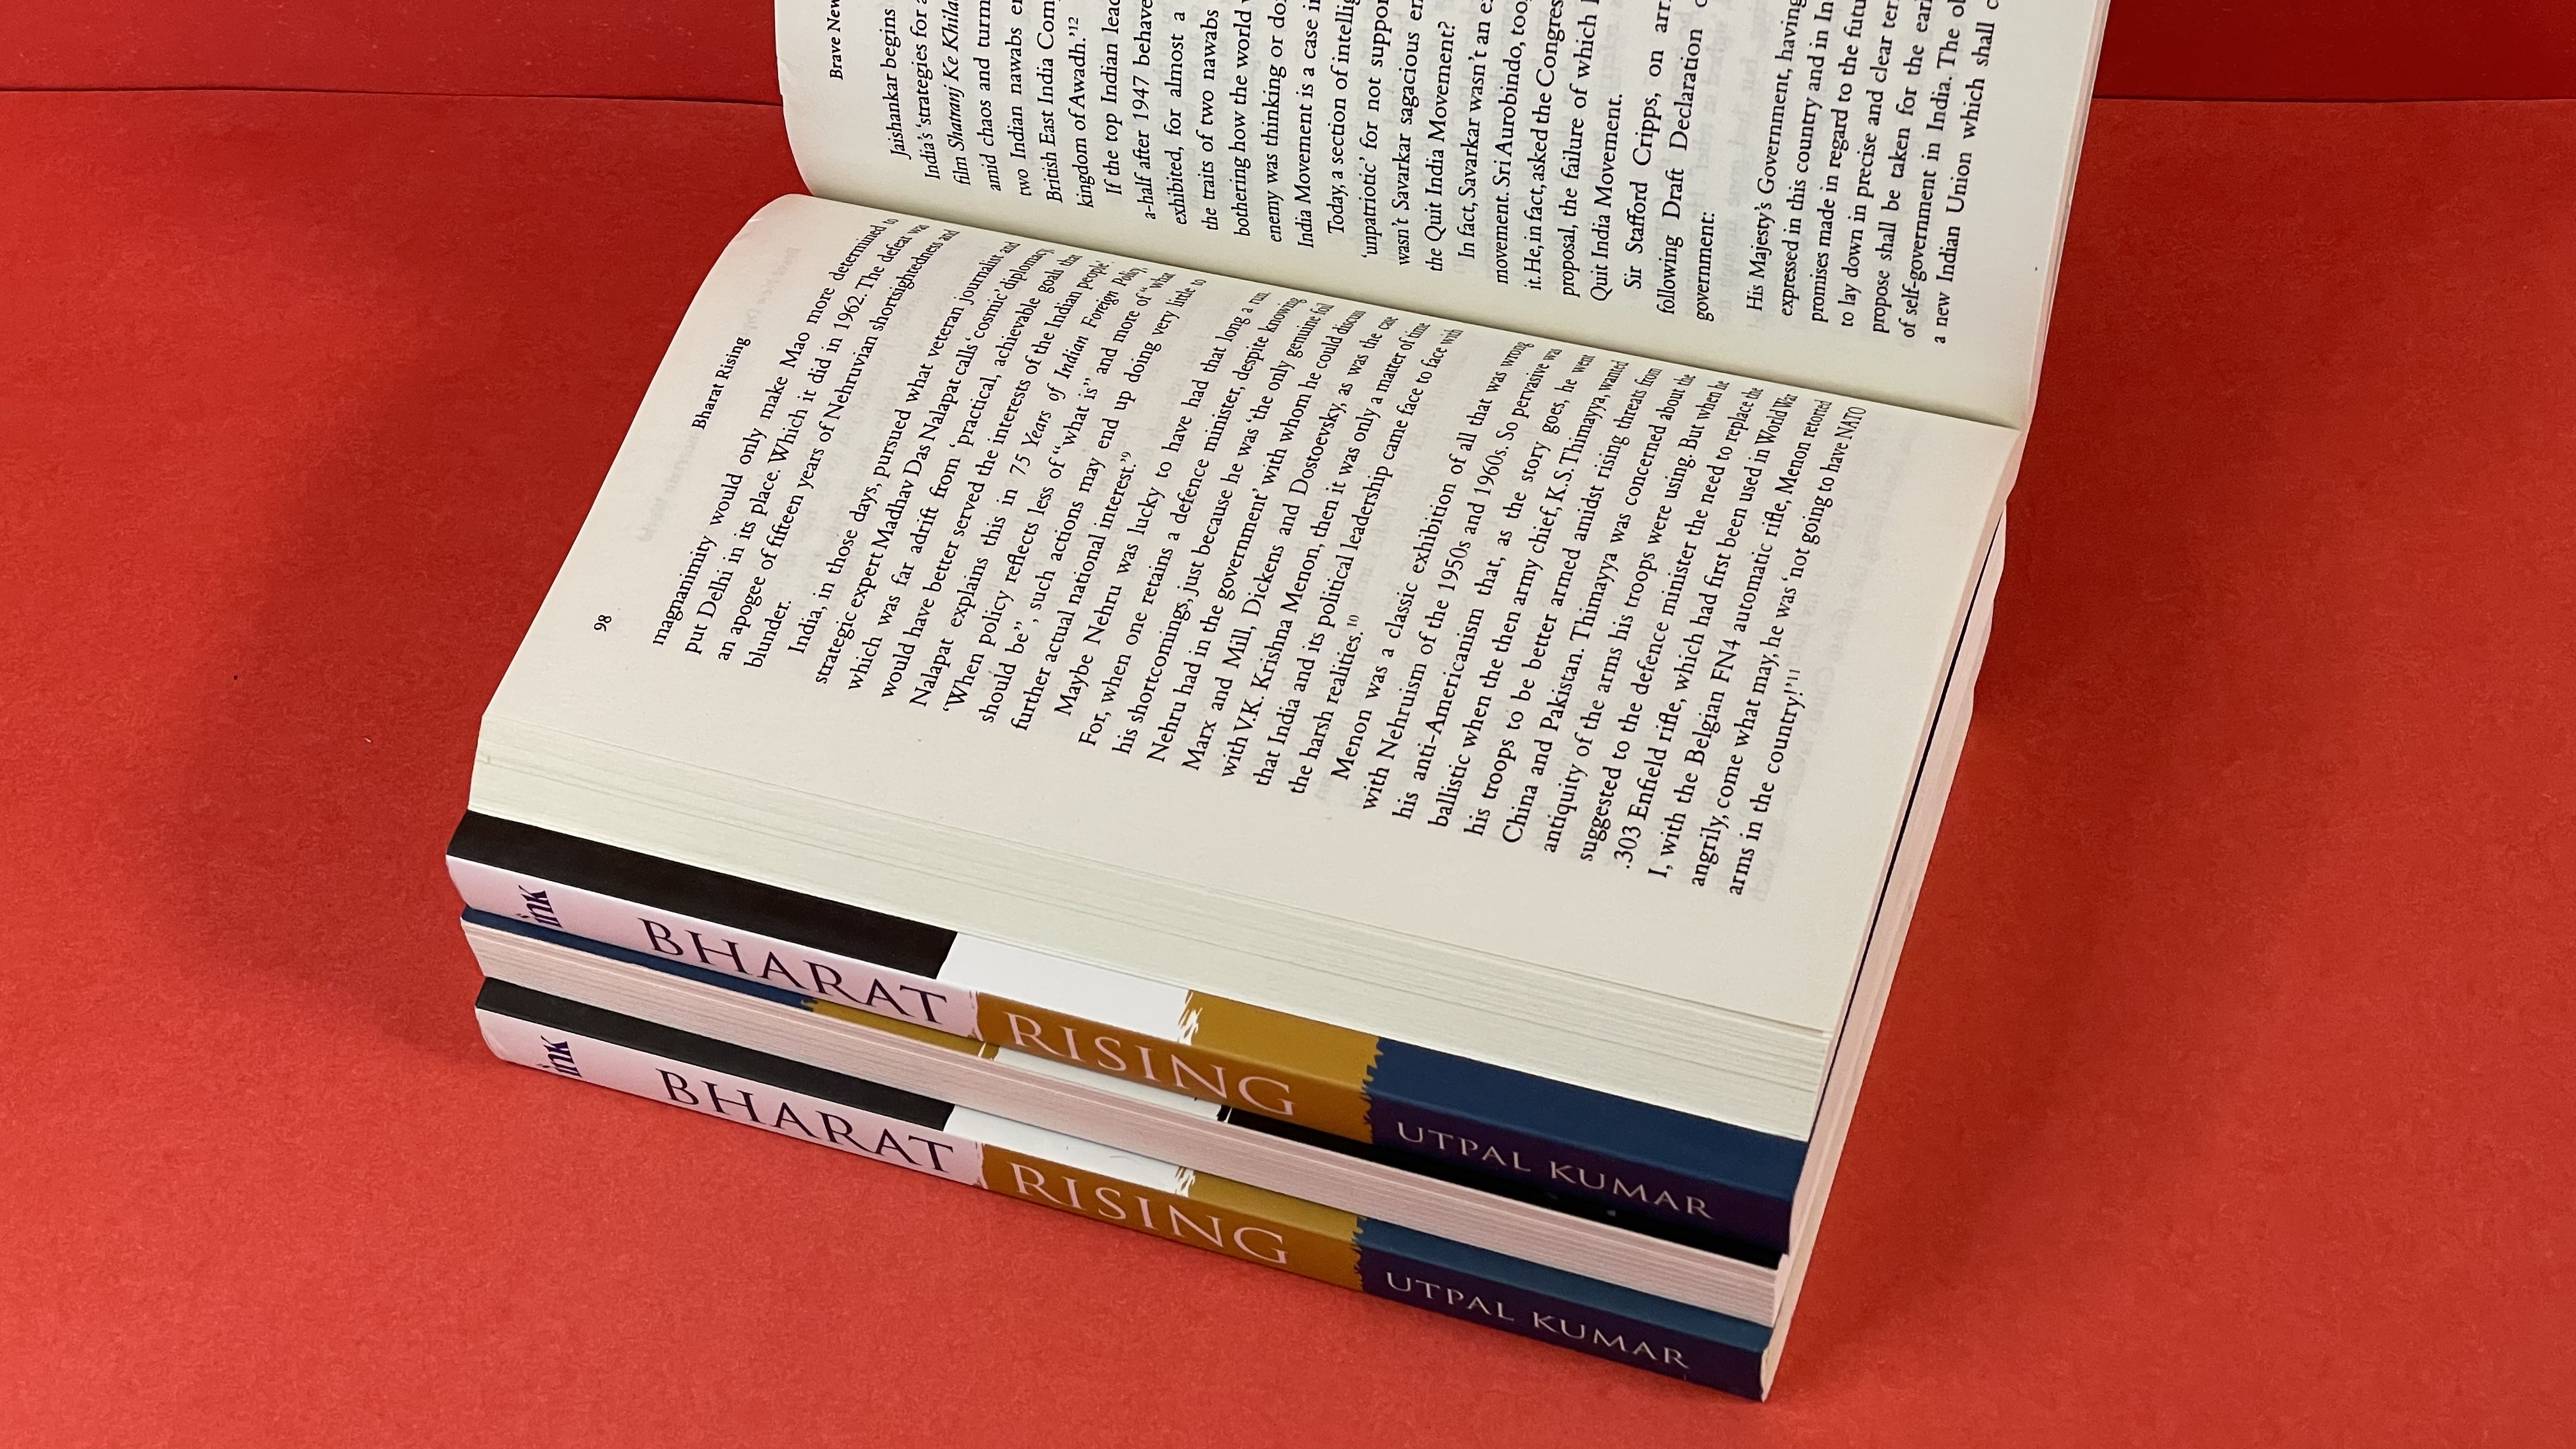 98
Bharat Rising
magnanimity would only make Mao more determined to
put Delhi in its place. Which it did in 1962. The defeat was
an apogee of fifteen years of Nehruvian shortsightedness and
blunder.
India, in those days, pursued what veteran journalist and
strategic expert Madhav Das Nalapat calls ‘cosmic’ diplomacy
which was far adrift from ‘practical, achievable goals that
would have better served the interests of the Indian people’.
Nalapat explains this in 75 Years of Indian Foreign Policy,
‘When policy reflects less of “what is” and more of “what
should be”, such actions may end up doing very little to
further actual national interest.’9
Maybe Nehru was lucky to have had that long a run.
For, when one retains a defence minister, despite knowing
his shortcomings, just because he was ‘the only genuine foil
Nehru had in the government’ with whom he could discuss
Marx and Mill, Dickens and Dostoevsky, as was the case
with V.K. Krishna Menon, then it was only a matter of time
that India and its political leadership came face to face with
the harsh realities.10
Menon was a classic exhibition of all that was wrong
with Nehruism of the 1950s and 1960s. So pervasive was
his anti-Americanism that, as the story goes, he went
ballistic when the then army chief, K.S. Thimayya, wanted
his troops to be better armed amidst rising threats from
China and Pakistan. Thimayya was concerned about the
antiquity of the arms his troops were using. But when he
suggested to the defence minister the need to replace the
.303 Enfield rifle, which had first been used in World War
I, with the Belgian FN4 automatic rifle, Menon retorted
angrily, come what may, he was ‘not going to have NATO
arms in the country!’11
Brave New
Jaishankar begins
India’s ‘strategies for
film Shatranj Ke Khila
amid chaos and turm
two Indian nawabs
British East India Com
kingdom of Awadh.’12
If the top Indian lead
a-half after 1947 behave
exhibited, for almost a
the traits of two nawabs
bothering how the world
enemy was thinking or do
India Movement is a case in
Today, a section of intellig
‘unpatriotic’ for not suppor
wasn’t Savarkar sagacious en
the Quit India Movement?
In fact, Savarkar wasn’t an e
movement. Sri Aurobindo, too,
it. He, in fact, asked the Congres
proposal, the failure of which
Quit India Movement.
Sir Stafford Cripps, on arr
following Draft Declaration
government:
His Majesty’s Government, having
expressed in this country and in In
promises made in regard to the futu
to lay down in precise and clear ter
propose shall be taken for the earl
of self-government in India. The ob
a new Indian Union which shall c
ink
BHARAT RISING
UTPAL KUMAR
ink
BHARAT RISING
UTPAL KUMAR